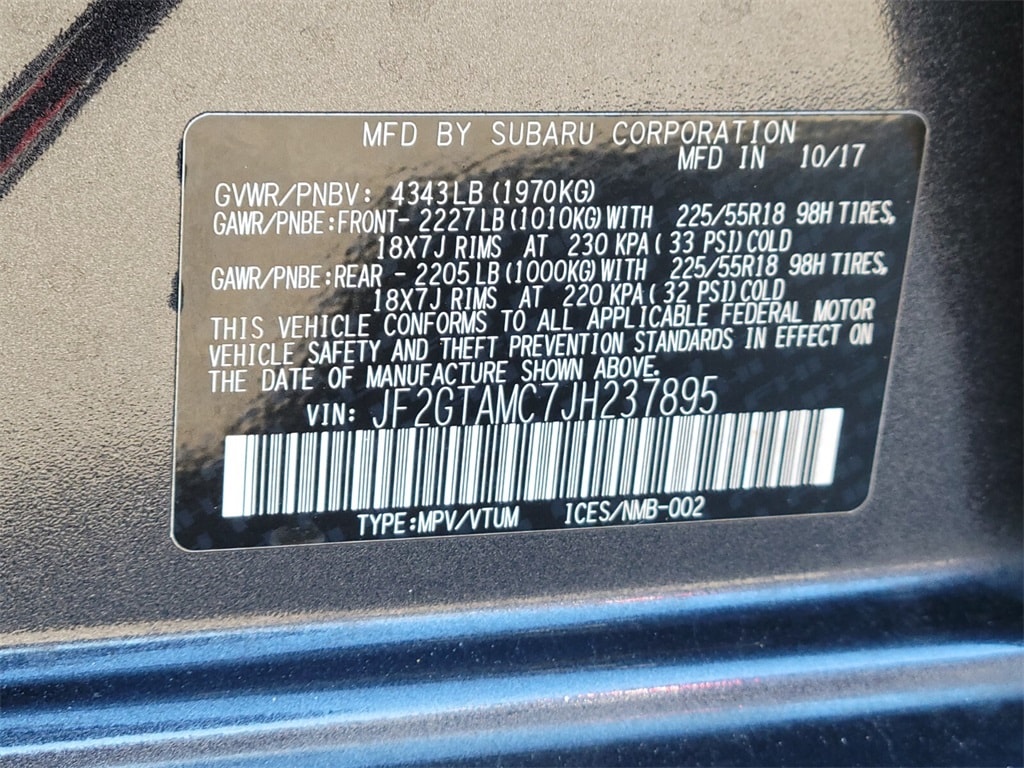 MFD BY SUBARU CORPORATION
MFD IN 10/17
GVWR/PNBV: 4343LB (1970KG)
GAWR/PNBE:FRONT- 2227LB(1010KG)WITH 225/55R18 98H TIRES,
18X7J RIMS AT 230 KPA( 33 PSI)COLD
GAWR/PNBE:REAR - 2205LB(1000KG)WITH 225/55R18 98H TIRES,
18X7J RIMS AT 220 KPA( 32 PSI)COLD
THIS VEHICLE CONFORMS TO ALL APPLICABLE FEDERAL MOTOR
VEHICLE SAFETY AND THEFT PREVENTION STANDARDS IN EFFECT ON
THE DATE OF MANUFACTURE SHOWN ABOVE.
VIN: JF2GTAMC7JH237895
TYPE:MPV/VTUM ICES/NMB-002